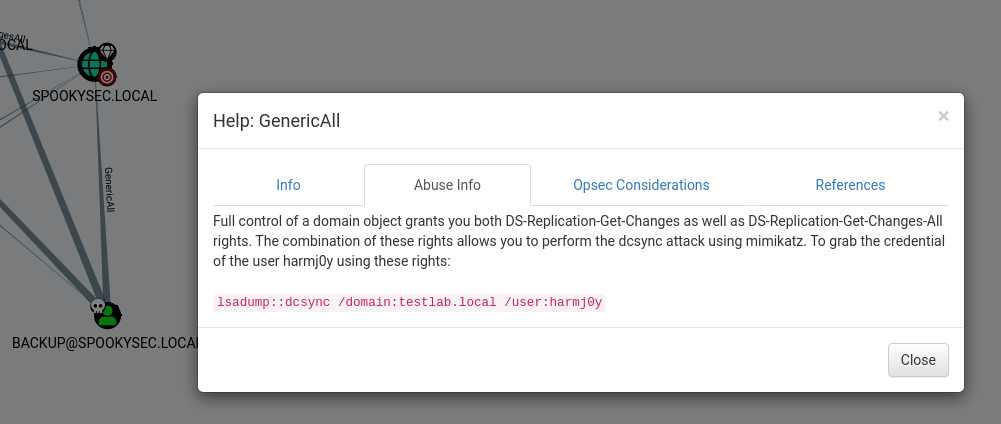 gesAll
OCAL
SPOOKYSEC.LOCAL
GenericAll
BACKUP@SPOOKYSEC.LOCAL
Help: GenericAll
×
Info
Abuse Info
Opsec Considerations
References
Full control of a domain object grants you both DS-Replication-Get-Changes as well as DS-Replication-Get-Changes-All
rights. The combination of these rights allows you to perform the dcsync attack using mimikatz. To grab the credential
of the user harmj0y using these rights:
lsadump::dcsync /domain:testlab.local /user:harmj0y
Close